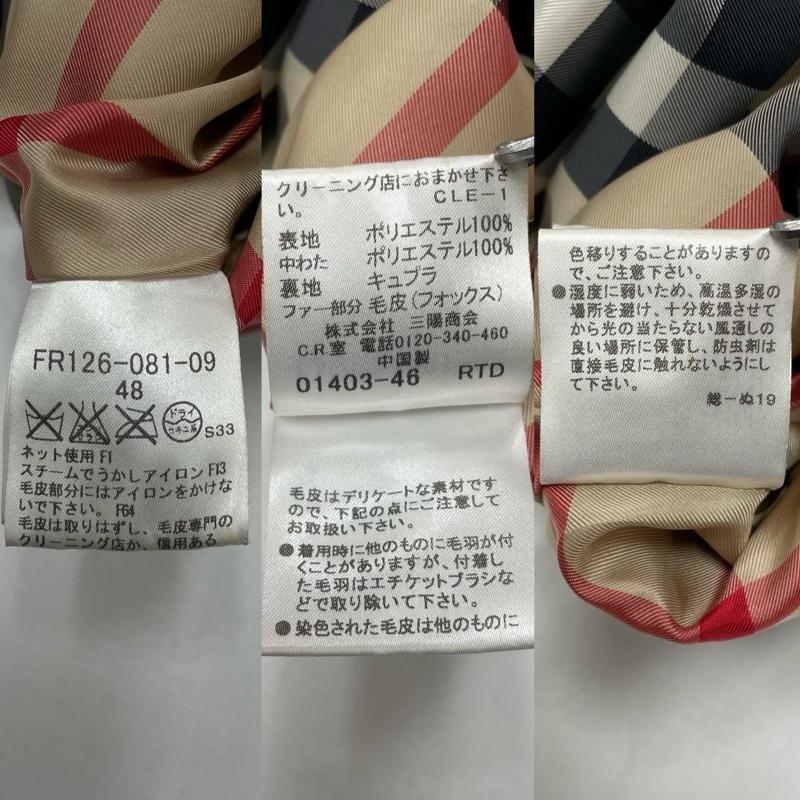 FR126-081-09
48
エンソ
サラシ
ドライ
セキユ系
S33
ネット使用 F1
スチームでうかしアイロン F13
毛皮部分にはアイロンをかけな
いで下さい。 F64
毛皮は取りはずし、毛皮専門の
クリーニング店か、信用ある
クリーニング店におまかせ下さ
い。 CLE-1
表地 ポリエステル100%
中わた ポリエステル100%
裏地 キュプラ
ファー部分 毛皮(フォックス)
株式会社 三陽商会
C.R.室 電話0120-340-460
中国製
01403-46 RTD
毛皮はデリケートな素材です
ので、下記の点にご注意して
お取扱い下さい。
●着用時に他のものに毛羽が付
くことがありますが、付着し
た毛羽はエチケットブラシな
どで取り除いて下さい。
●染色された毛皮は他のものに
色移りすることがありますの
で、ご注意下さい。
●湿度に弱いため、高温多湿の
場所を避け、十分乾燥させて
から光の当たらない風通しの
良い場所に保管し、防虫剤は
直接毛皮に触れないようにし
て下さい。
総-ぬ19